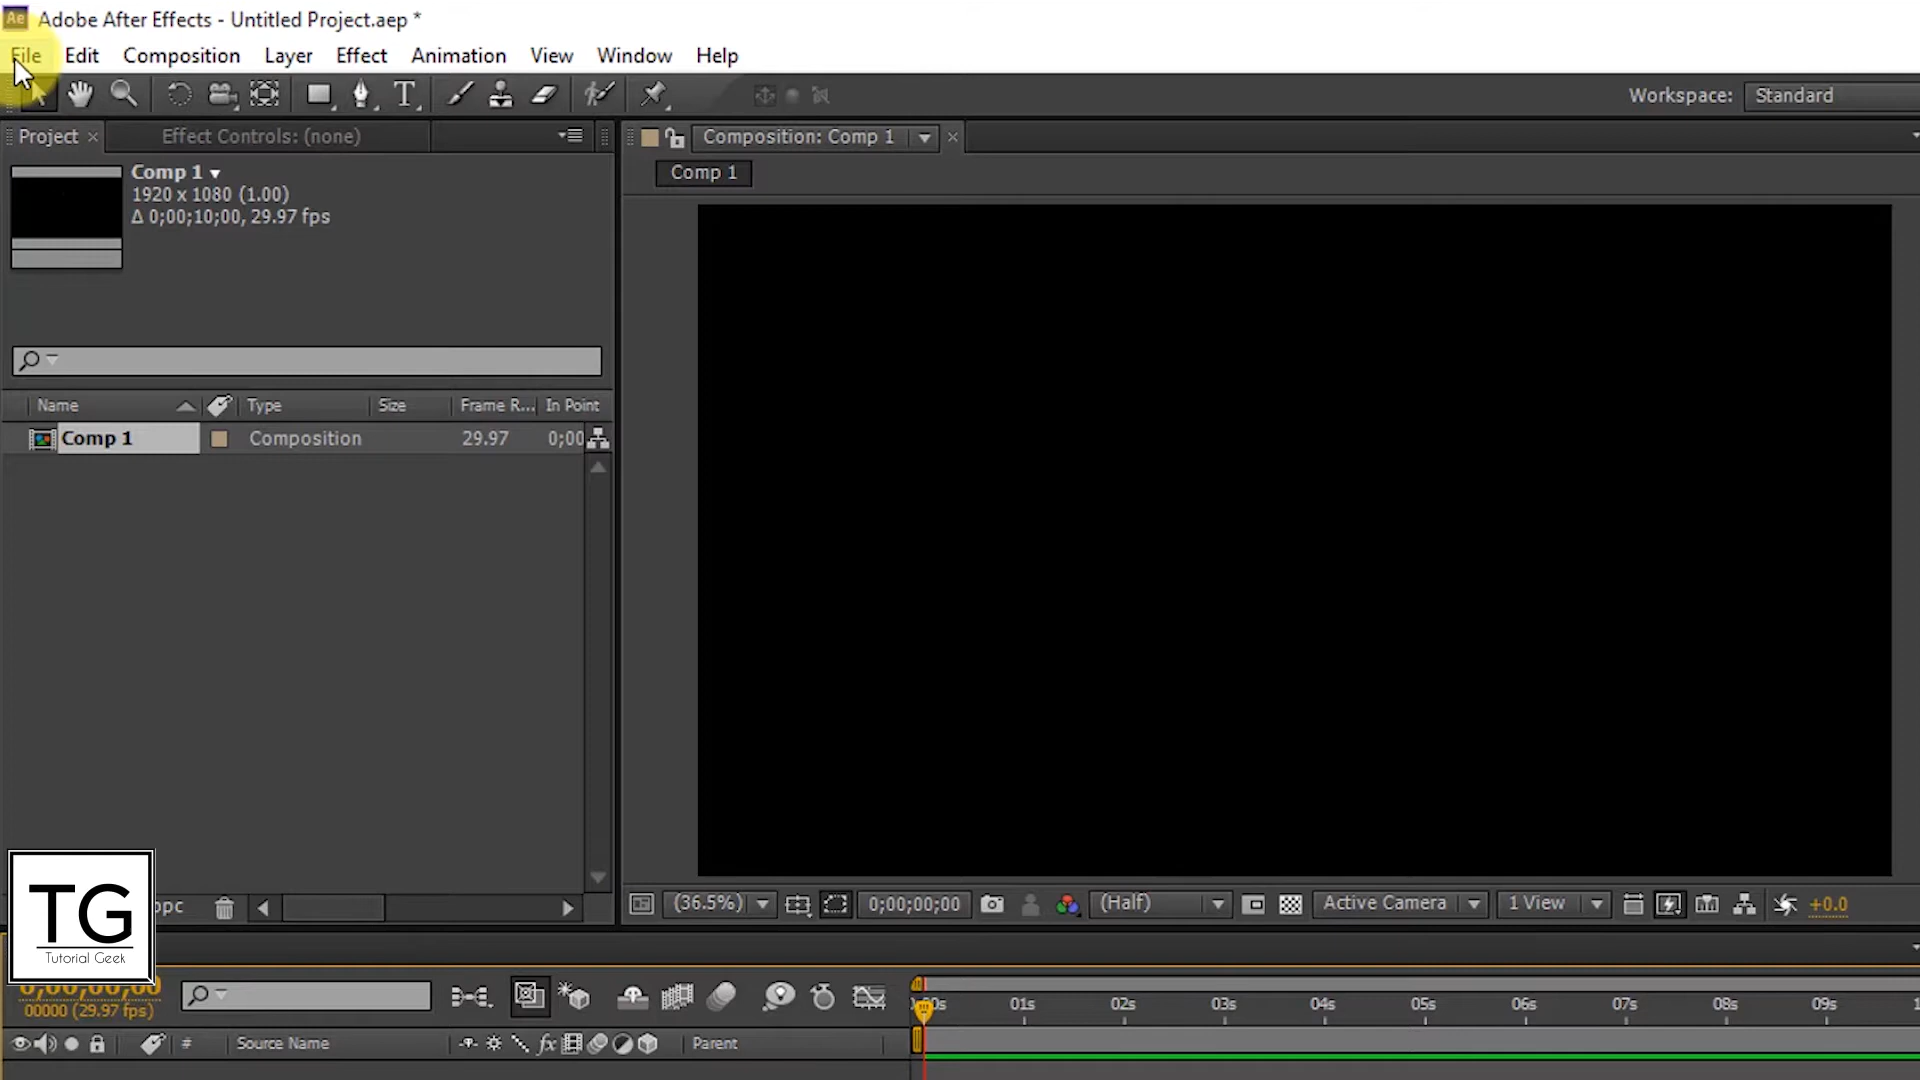 Ae Adobe After Effects - Untitled Project.aep *
File Edit Composition Layer Effect Animation View Window Help
T
Workspace: Standard
Project × Effect Controls: (none)
Composition: Comp 1 ×
Comp 1
Comp 1
1920 x 1080 (1.00)
Δ 0;00;10;00, 29.97 fps
Name Type Size Frame R... In Point
Comp 1 Composition 29.97 0;00
bpc
(36.5%) 0;00;00;00 (Half) Active Camera 1 View +0.0
TG
Tutorial Geek
0;00;00;00
00000 (29.97 fps)
01s 02s 03s 04s 05s 06s 07s 08s 09s
# Source Name fx Parent